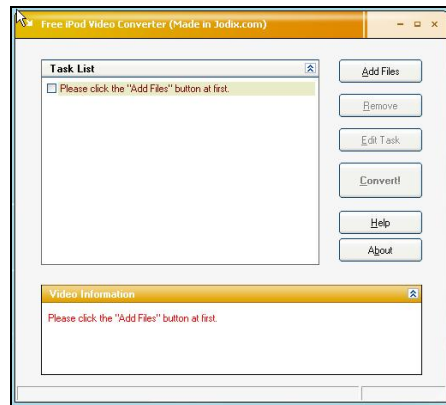 Free iPod Video Converter (Made in Jodix.com)
Task List
Please click the "Add Files" button at first.
Add Files
Remove
Edit Task
Convert!
Help
About
Video Information
Please click the "Add Files" button at first.